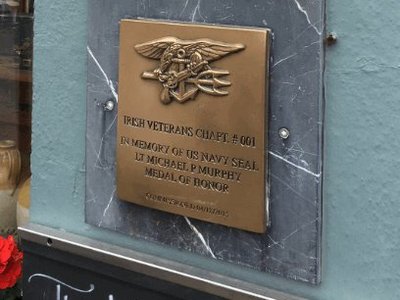 IRISH VETERANS CHAPT. # 001
IN MEMORY OF US NAVY SEAL
LT MICHAEL P MURPHY
MEDAL OF HONOR